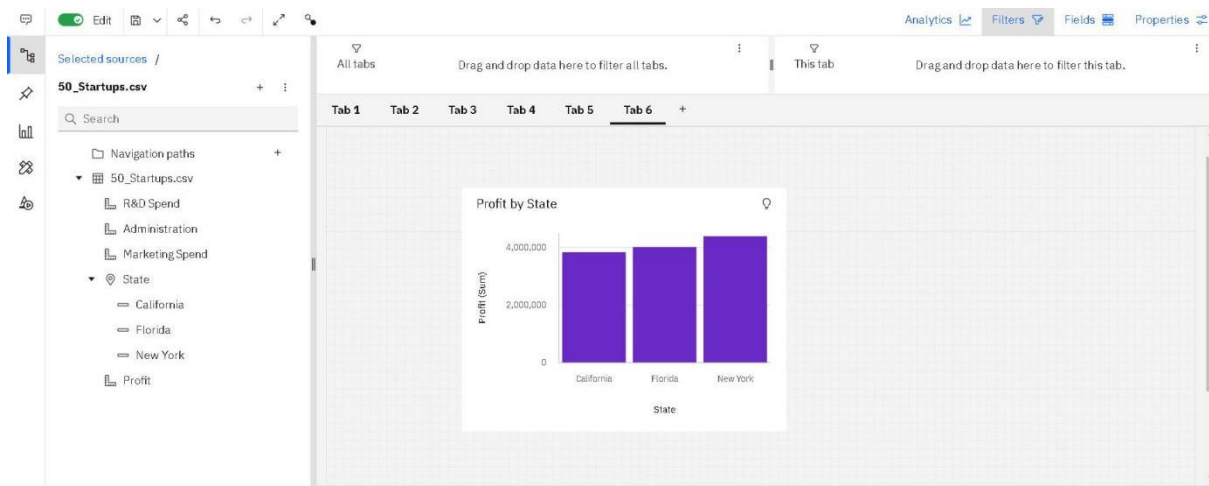 Edit
Analytics
Filters
Fields
Properties
Selected sources /
50_Startups.csv
Search
Navigation paths
50_Startups.csv
R&D Spend
Administration
Marketing Spend
State
California
Florida
New York
Profit
All tabs
Drag and drop data here to filter all tabs.
This tab
Drag and drop data here to filter this tab.
Tab 1 Tab 2 Tab 3 Tab 4 Tab 5 Tab 6 +
Profit by State
Profit (Sum)
4,000,000
2,000,000
0
California Florida New York
State